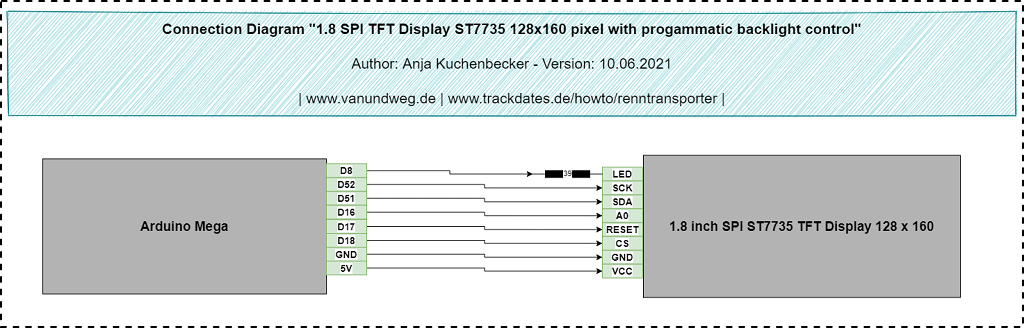 Connection Diagram "1.8 SPI TFT Display ST7735 128x160 pixel with progammatic backlight control"
Author: Anja Kuchenbecker - Version: 10.06.2021
| www.vanundweg.de | www.trackdates.de/howto/renntransporter |
Arduino Mega
D8
D52
D51
D16
D17
D18
GND
5V
39
LED
SCK
SDA
A0
RESET
CS
GND
VCC
1.8 inch SPI ST7735 TFT Display 128 x 160